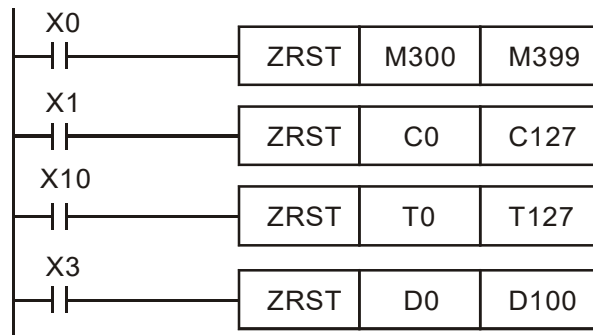 X0
ZRST M300 M399
X1
ZRST C0 C127
X10
ZRST T0 T127
X3
ZRST D0 D100